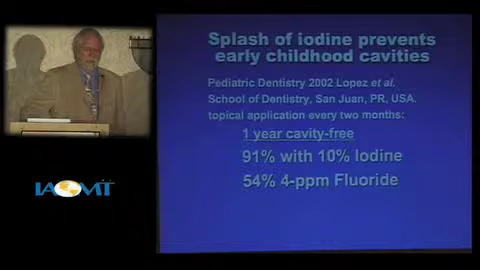 Splash of iodine prevents
early childhood cavities
Pediatric Dentistry 2002 Lopez et al.
School of Dentistry, San Juan, PR, USA.
topical application every two months:
1 year cavity-free
91% with 10% Iodine
54% 4-ppm Fluoride
IAOMT